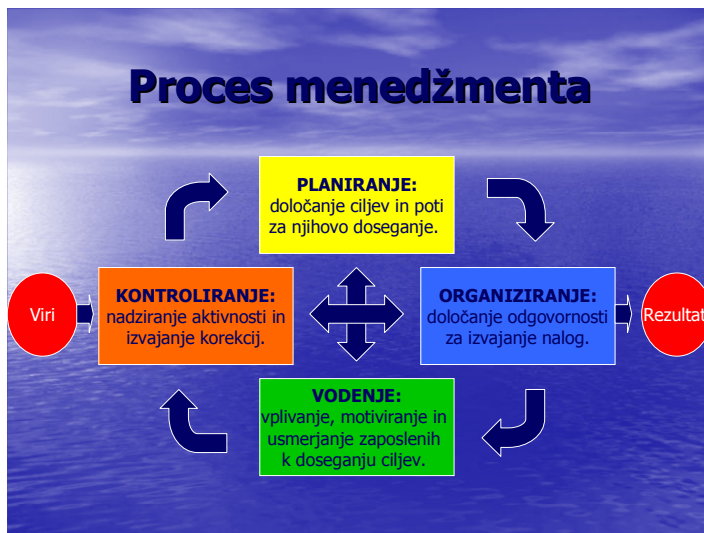 Proces menedžmenta
PLANIRANJE:
določanje ciljev in poti
za njihovo doseganje.
Viri
KONTROLIRANJE:
nadziranje aktivnosti in
izvajanje korekcij.
ORGANIZIRANJE:
določanje odgovornosti
za izvajanje nalog.
Rezultat
VODENJE:
vplivanje, motiviranje in
usmerjanje zaposlenih
k doseganju ciljev.